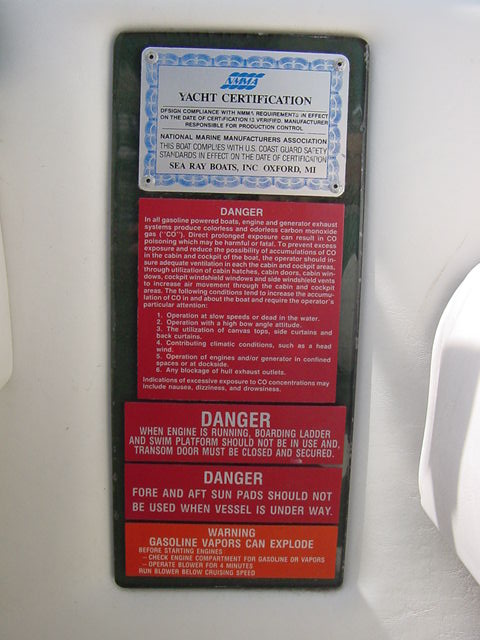 NMMA
YACHT CERTIFICATION
DESIGN COMPLIANCE WITH NMMA REQUIREMENTS IN EFFECT
ON THE DATE OF CERTIFICATION IS VERIFIED. MANUFACTURER
RESPONSIBLE FOR PRODUCTION CONTROL
NATIONAL MARINE MANUFACTURERS ASSOCIATION
THIS BOAT COMPLIES WITH U.S. COAST GUARD SAFETY
STANDARDS IN EFFECT ON THE DATE OF CERTIFICATION
SEA RAY BOATS, INC OXFORD, MI
DANGER
In all gasoline powered boats, engine and generator exhaust
systems produce colorless and odorless carbon monoxide
gas ("CO"). Direct prolonged exposure can result in CO
poisoning which may be harmful or fatal. To prevent excess
exposure and reduce the possibility of accumulations of CO
in the cabin and cockpit of the boat, the operator should in-
sure adequate ventilation in each the cabin and cockpit areas,
through utilization of cabin hatches, cabin doors, cabin win-
dows, cockpit windshield windows and side windshield vents
to increase air movement through the cabin and cockpit
areas. The following conditions tend to increase the accumu-
lation of CO in and about the boat and require the operator's
particular attention:
1. Operation at slow speeds or dead in the water.
2. Operation with a high bow angle attitude.
3. The utilization of canvas tops, side curtains and
back curtains.
4. Contributing climatic conditions, such as a head
wind.
5. Operation of engines and/or generator in confined
spaces or at dockside.
6. Any blockage of hull exhaust outlets.
Indications of excessive exposure to CO concentrations may
include nausea, dizziness, and drowsiness.
DANGER
WHEN ENGINE IS RUNNING, BOARDING LADDER
AND SWIM PLATFORM SHOULD NOT BE IN USE AND,
TRANSOM DOOR MUST BE CLOSED AND SECURED.
DANGER
FORE AND AFT SUN PADS SHOULD NOT
BE USED WHEN VESSEL IS UNDER WAY.
WARNING
GASOLINE VAPORS CAN EXPLODE
BEFORE STARTING ENGINES
- CHECK ENGINE COMPARTMENT FOR GASOLINE OR VAPORS
- OPERATE BLOWER FOR 4 MINUTES
RUN BLOWER BELOW CRUISING SPEED